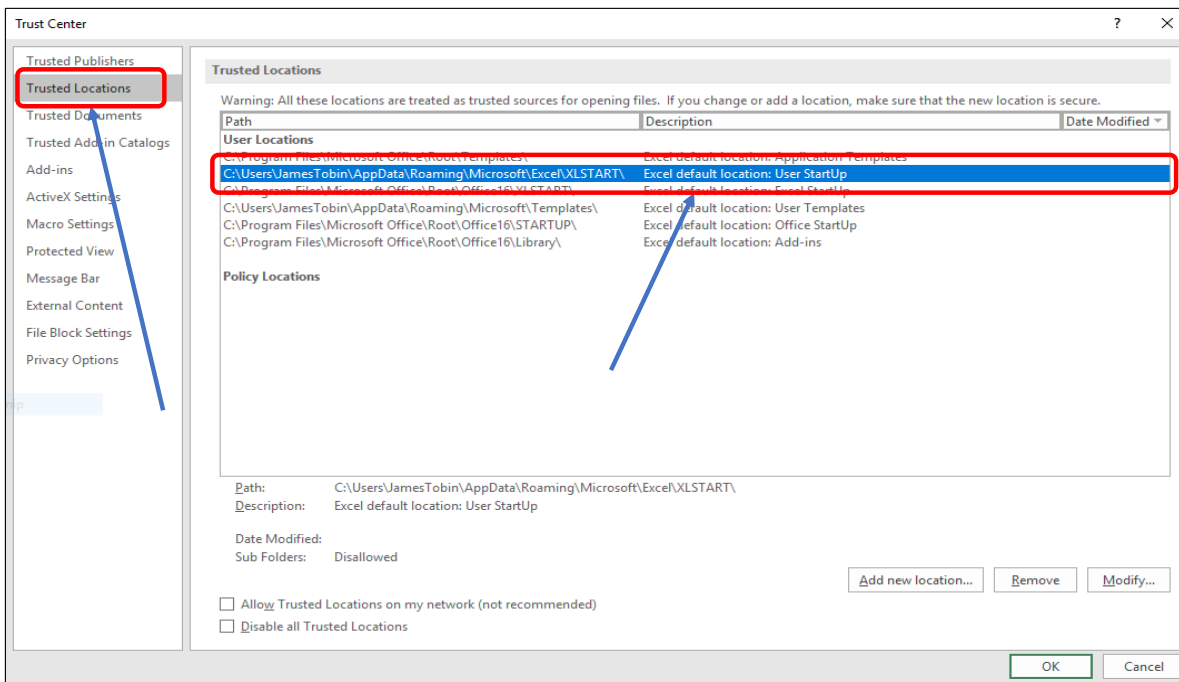 Trust Center
?
Trusted Publishers
Trusted Locations
Trusted Documents
Trusted Add-in Catalogs
Add-ins
ActiveX Settings
Macro Settings
Protected View
Message Bar
External Content
File Block Settings
Privacy Options
Trusted Locations
Warning: All these locations are treated as trusted sources for opening files. If you change or add a location, make sure that the new location is secure.
Path Description Date Modified
User Locations
C:\Program Files\Microsoft Office\Root\Templates\ Excel default location: Application Templates
C:\Users\JamesTobin\AppData\Roaming\Microsoft\Excel\XLSTART\ Excel default location: User StartUp
C:\Program Files\Microsoft Office\Root\Office16\XLSTART\ Excel default location: Excel StartUp
C:\Users\JamesTobin\AppData\Roaming\Microsoft\Templates\ Excel default location: User Templates
C:\Program Files\Microsoft Office\Root\Office16\STARTUP\ Excel default location: Office StartUp
C:\Program Files\Microsoft Office\Root\Office16\Library\ Excel default location: Add-ins
Policy Locations
Path: C:\Users\JamesTobin\AppData\Roaming\Microsoft\Excel\XLSTART\
Description: Excel default location: User StartUp
Date Modified:
Sub Folders: Disallowed
Add new location... Remove Modify...
Allow Trusted Locations on my network (not recommended)
Disable all Trusted Locations
OK Cancel